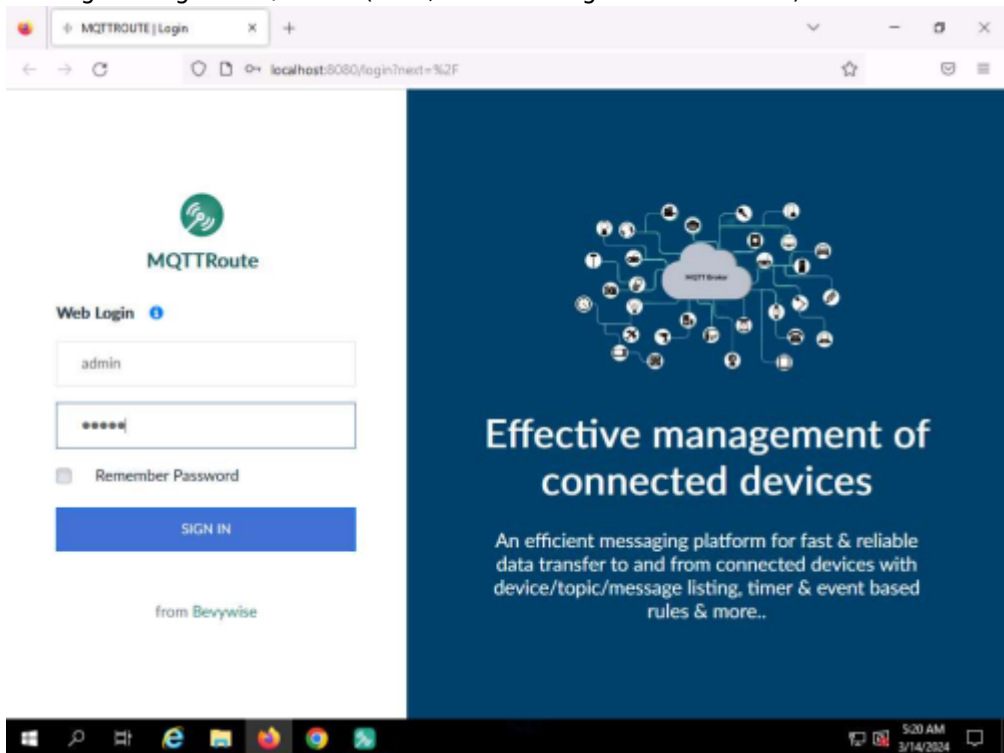 MQTTROUTE | Login
localhost:8080/login?next=%2F
MQTTRoute
Web Login
admin
Remember Password
SIGN IN
from Bevywise
MQTT Broker
Effective management of
connected devices
An efficient messaging platform for fast & reliable
data transfer to and from connected devices with
device/topic/message listing, timer & event based
rules & more..
5:20 AM
3/14/2024